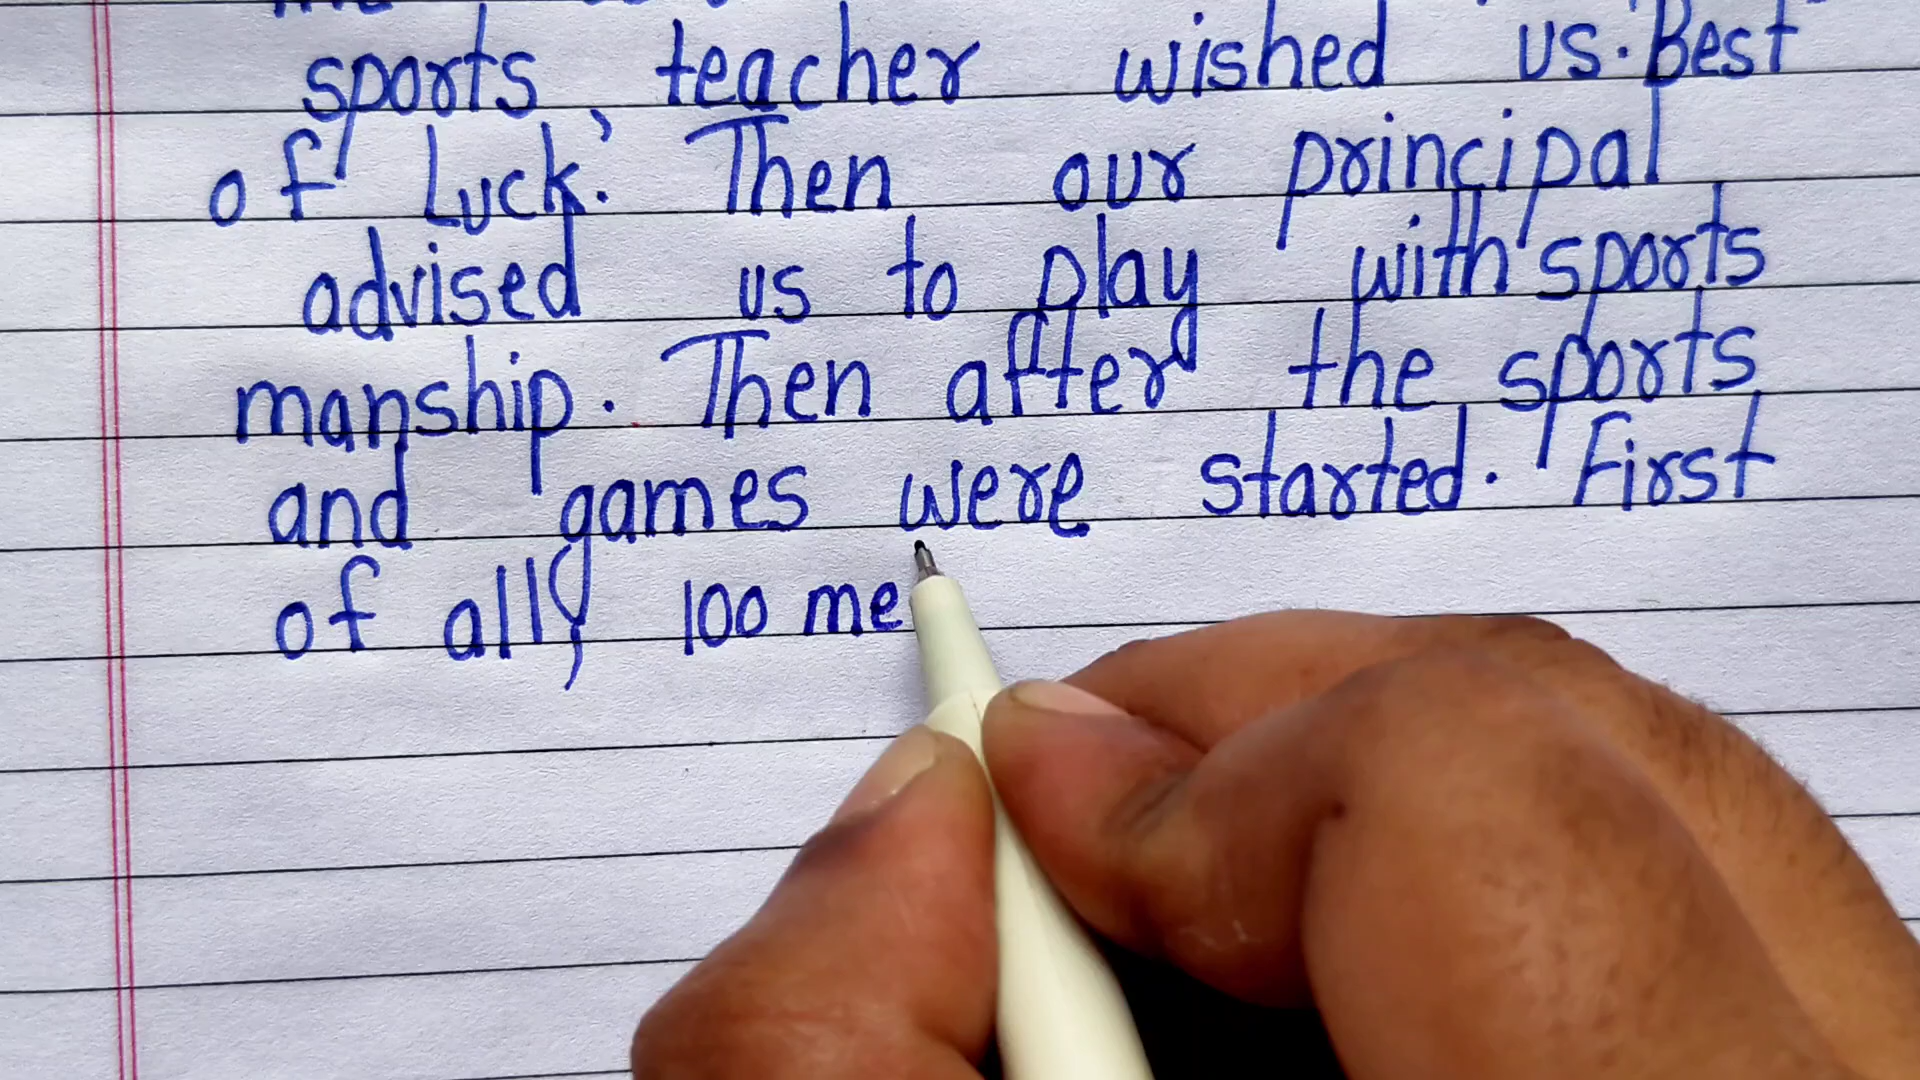 sports teacher wished us. 'Best
of Luck.' Then our principal
advised us to play with sports
manship. Then after the sports
and games were started. First
of all, 100 me